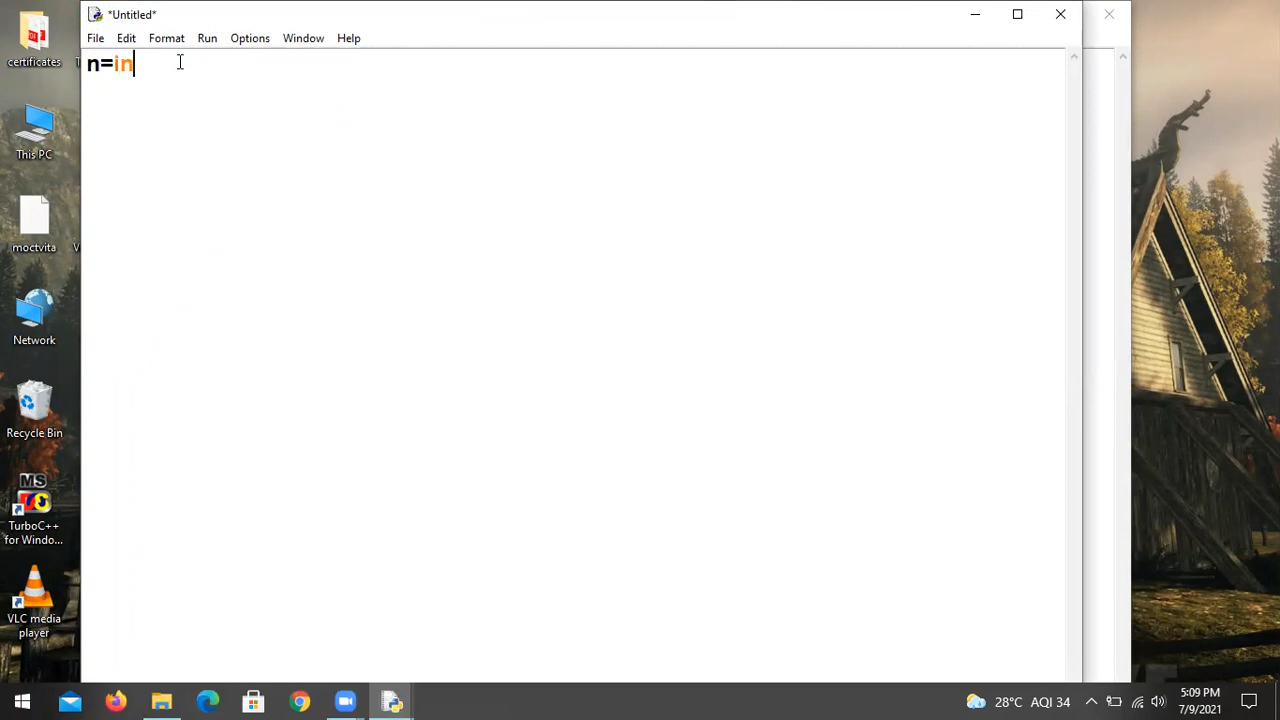 *Untitled*
File Edit Format Run Options Window Help
n=in
certificates
This PC
moctvita
Network
Recycle Bin
MS
TurboC++
for Windo...
VLC media
player
28°C AQI 34
5:09 PM
7/9/2021